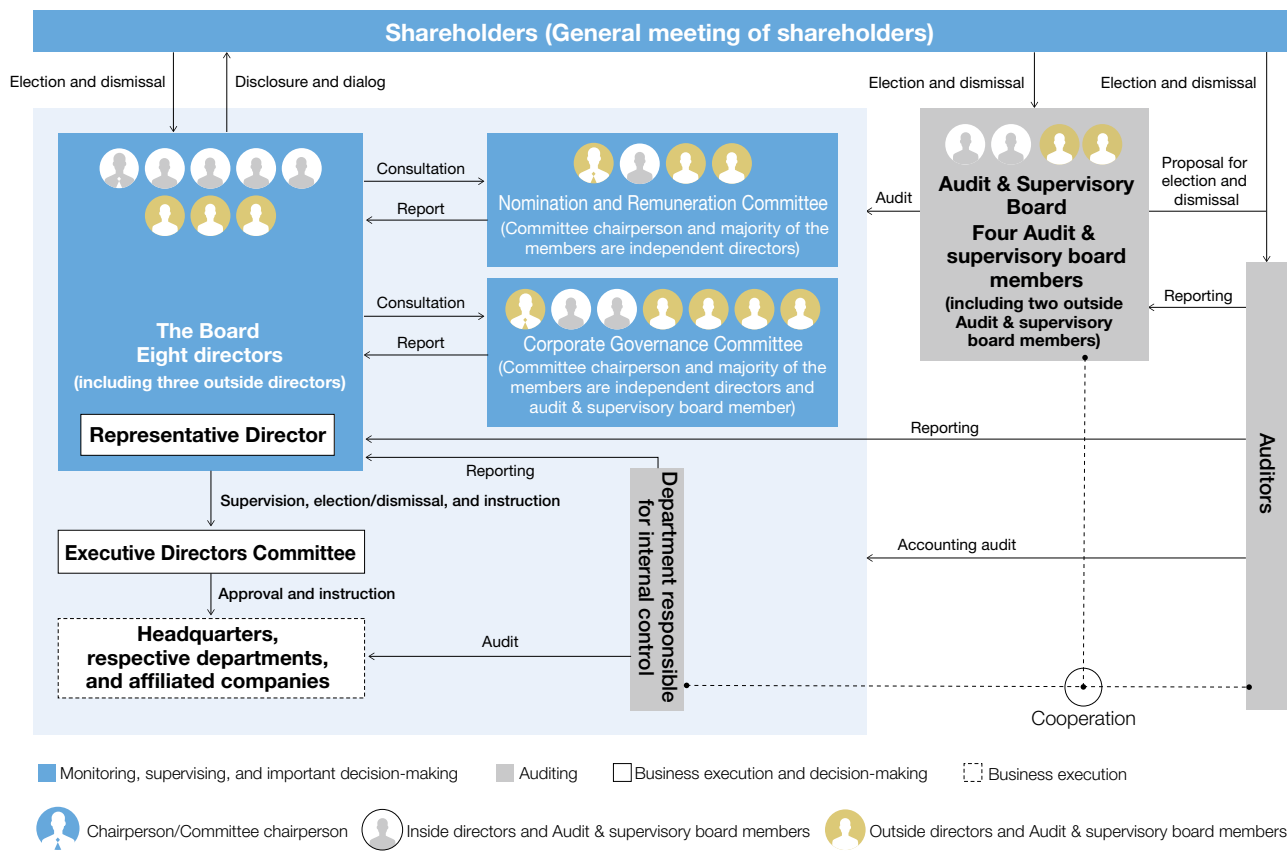 Shareholders (General meeting of shareholders)
Election and dismissal
Disclosure and dialog
Election and dismissal
Election and dismissal
Consultation
Report
Nomination and Remuneration Committee
(Committee chairperson and majority of the
members are independent directors)
Audit
Audit & Supervisory
Board
Four Audit &
supervisory board
members
(including two outside
Audit & supervisory
board members)
Proposal for
election and
dismissal
Reporting
Consultation
Report
Corporate Governance Committee
(Committee chairperson and majority of the
members are independent directors and
audit & supervisory board member)
The Board
Eight directors
(including three outside directors)
Representative Director
Reporting
Reporting
Department responsible
for internal control
Auditors
Supervision, election/dismissal, and instruction
Executive Directors Committee
Accounting audit
Approval and instruction
Headquarters,
respective departments,
and affiliated companies
Audit
Cooperation
Monitoring, supervising, and important decision-making
Auditing
Business execution and decision-making
Business execution
Chairperson/Committee chairperson
Inside directors and Audit & supervisory board members
Outside directors and Audit & supervisory board members